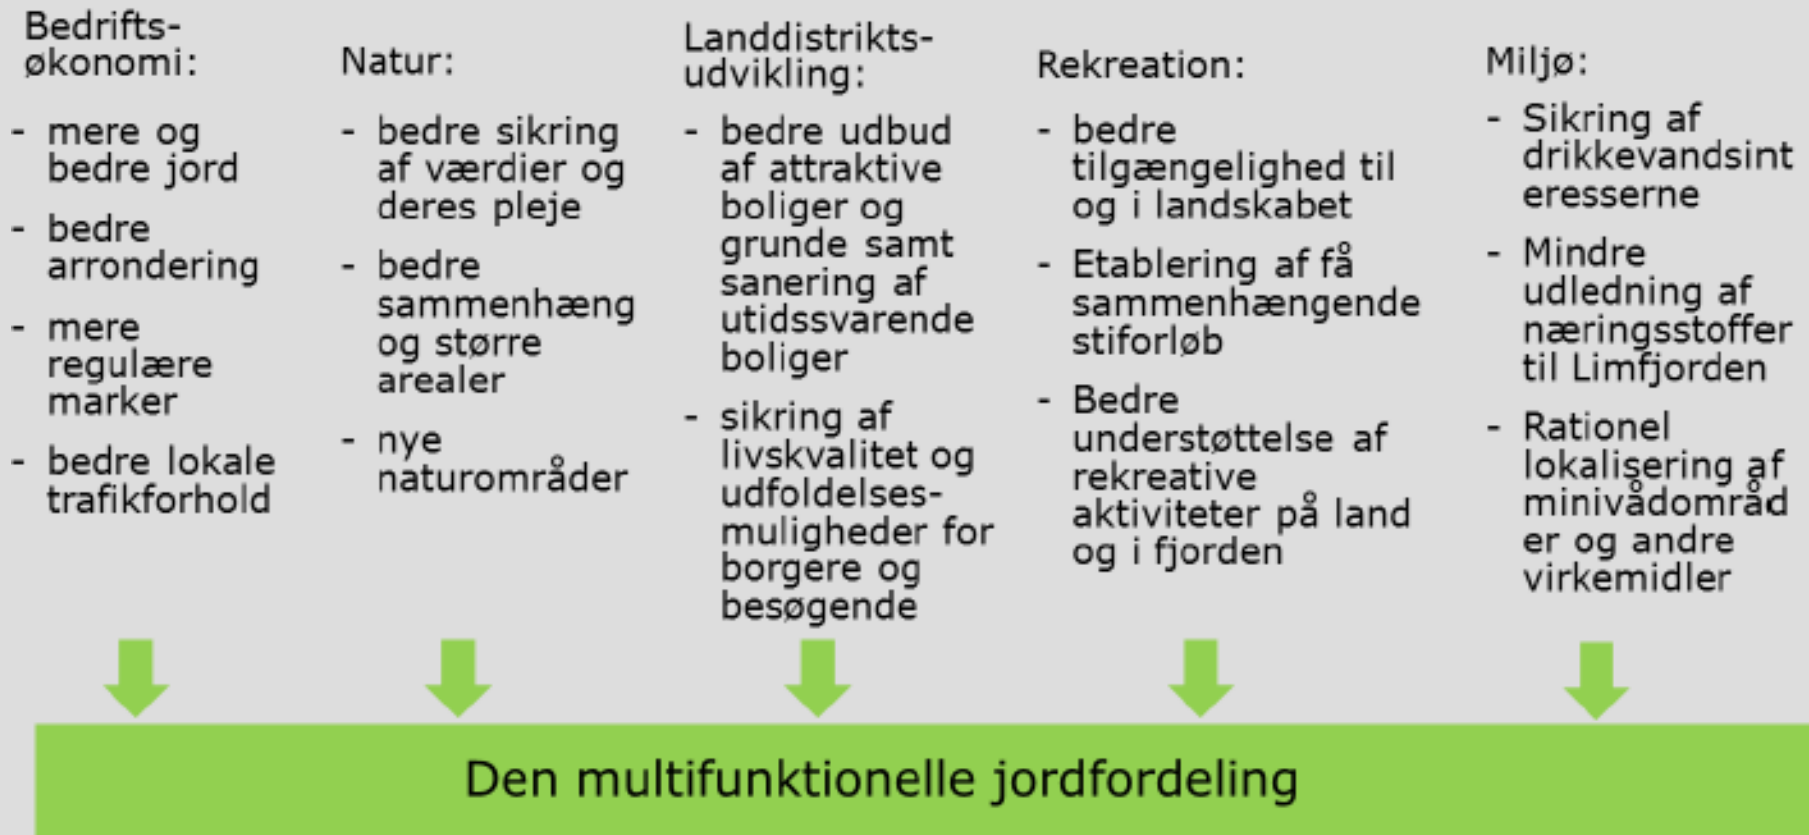 Bedrifts-
økonomi:
- mere og
bedre jord
- bedre
arrondering
- mere
regulære
marker
- bedre lokale
trafikforhold
Natur:
- bedre sikring
af værdier og
deres pleje
- bedre
sammenhæng
og større
arealer
- nye
naturområder
Landdistrikts-
udvikling:
- bedre udbud
af attraktive
boliger og
grunde samt
sanering af
utidssvarende
boliger
- sikring af
livskvalitet og
udfoldelses-
muligheder for
borgere og
besøgende
Rekreation:
- bedre
tilgængelighed til
og i landskabet
- Etablering af få
sammenhængende
stiforløb
- Bedre
understøttelse af
rekreative
aktiviteter på land
og i fjorden
Miljø:
- Sikring af
drikkevandsint
eresserne
- Mindre
udledning af
næringsstoffer
til Limfjorden
- Rationel
lokalisering af
minivådområd
er og andre
virkemidler
Den multifunktionelle jordfordeling